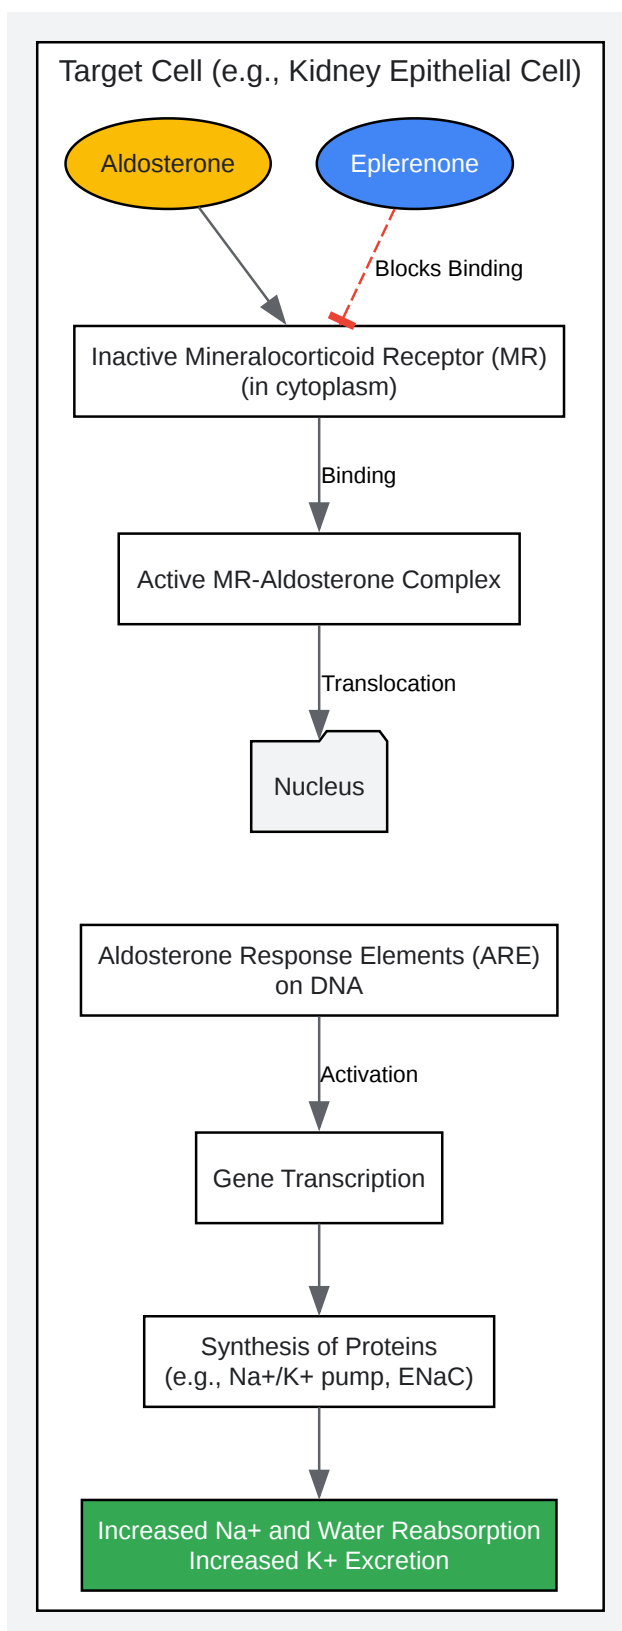 Target Cell (e.g., Kidney Epithelial Cell)
Aldosterone
Eplerenone
Blocks Binding
Inactive Mineralocorticoid Receptor (MR)
(in cytoplasm)
Binding
Active MR-Aldosterone Complex
Translocation
Nucleus
Aldosterone Response Elements (ARE)
on DNA
Activation
Gene Transcription
Synthesis of Proteins
(e.g., Na+/K+ pump, ENaC)
Increased Na+ and Water Reabsorption
Increased K+ Excretion